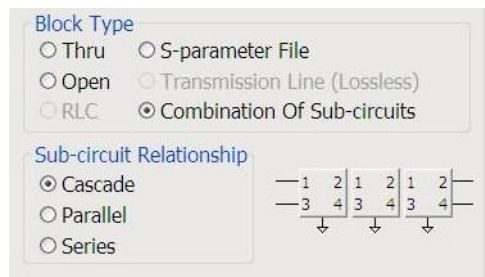 Block Type
Thru S-parameter File
Open Transmission Line (Lossless)
RLC Combination Of Sub-circuits
Sub-circuit Relationship
Cascade
Parallel
Series
1 2 1 2 1 2
3 4 3 4 3 4